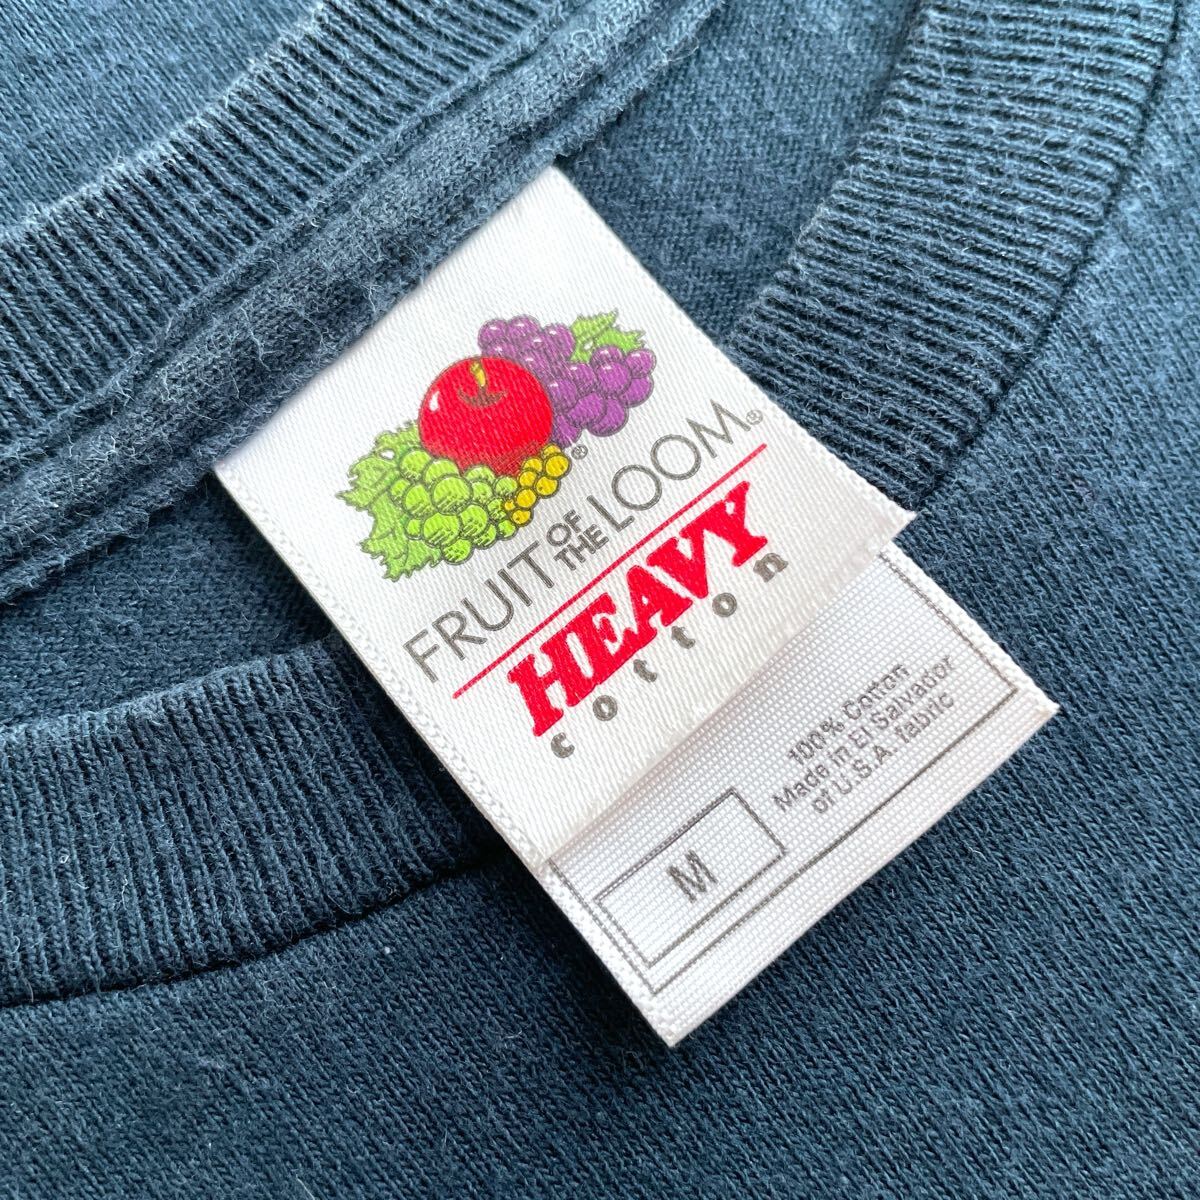 ®
FRUIT OF THE LOOM®
HEAVY
cotton
100% Cotton
Made in El Salvador
of U.S.A. fabric
M